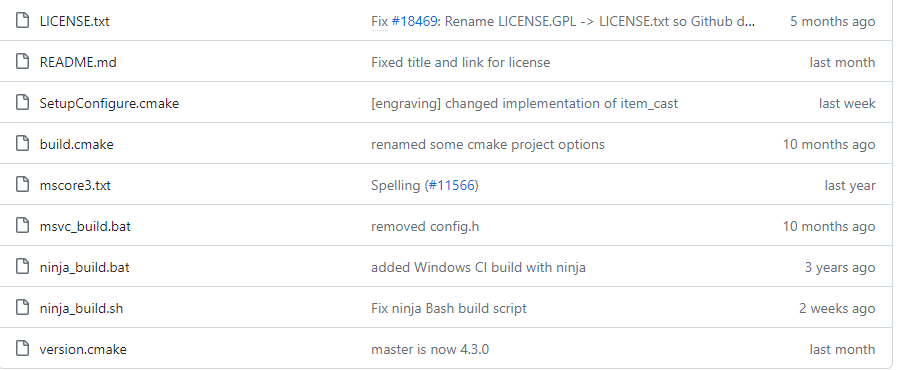 LICENSE.txt Fix #18469: Rename LICENSE.GPL -> LICENSE.txt so Github d... 5 months ago
README.md Fixed title and link for license last month
SetupConfigure.cmake [engraving] changed implementation of item_cast last week
build.cmake renamed some cmake project options 10 months ago
mscore3.txt Spelling (#11566) last year
msvc_build.bat removed config.h 10 months ago
ninja_build.bat added Windows CI build with ninja 3 years ago
ninja_build.sh Fix ninja Bash build script 2 weeks ago
version.cmake master is now 4.3.0 last month